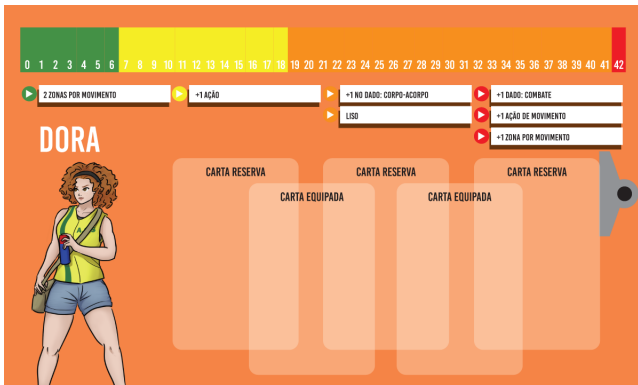 0 1 2 3 4 5 6 7 8 9 10 11 12 13 14 15 16 17 18 19 20 21 22 23 24 25 26 27 28 29 30 31 32 33 34 35 36 37 38 39 40 41 42
2 ZONAS POR MOVIMENTO
+1 AÇÃO
+1 NO DADO: CORPO-ACORPO
+1 DADO: COMBATE
LISO
+1 AÇÃO DE MOVIMENTO
+1 ZONA POR MOVIMENTO
DORA
CARTA RESERVA
CARTA RESERVA
CARTA RESERVA
CARTA EQUIPADA
CARTA EQUIPADA